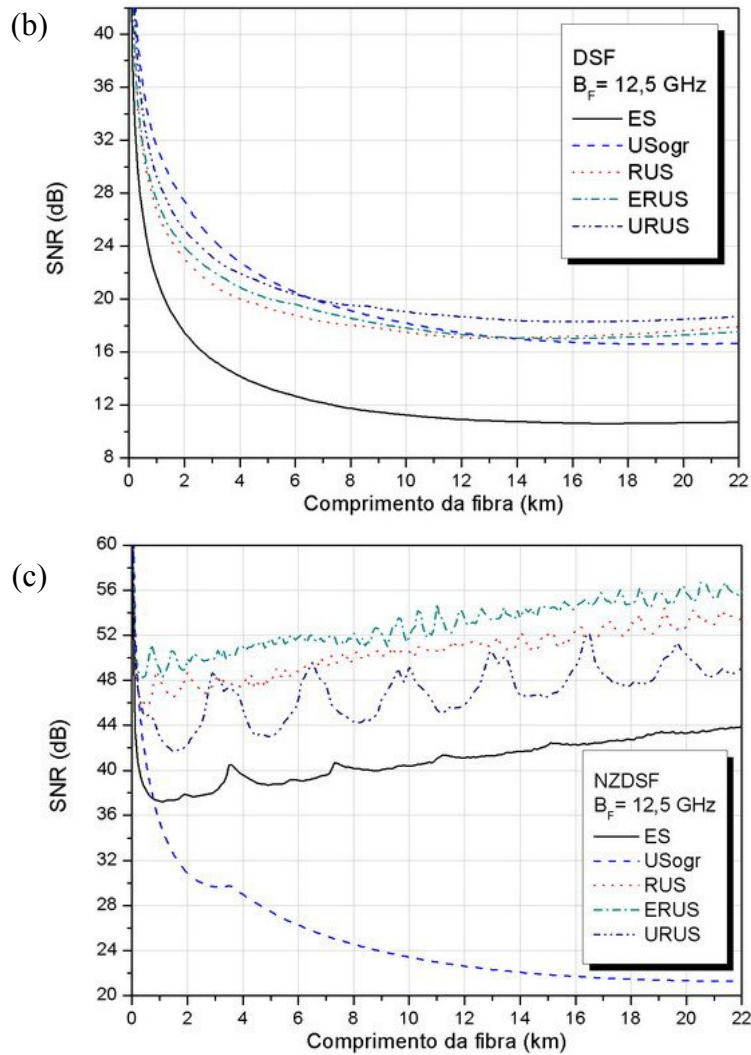 (b)
42
36
32
28
24
20
16
12
8
SNR (dB)
0 2 4 6 8 10 12 14 16 18 20 22
Comprimento da fibra (km)
DSF
B_F= 12,5 GHz
ES
USogr
RUS
ERUS
URUS
(c)
60
56
52
48
44
40
36
32
28
24
20
SNR (dB)
0 2 4 6 8 10 12 14 16 18 20 22
Comprimento da fibra (km)
NZDSF
B_F= 12,5 GHz
ES
USogr
RUS
ERUS
URUS